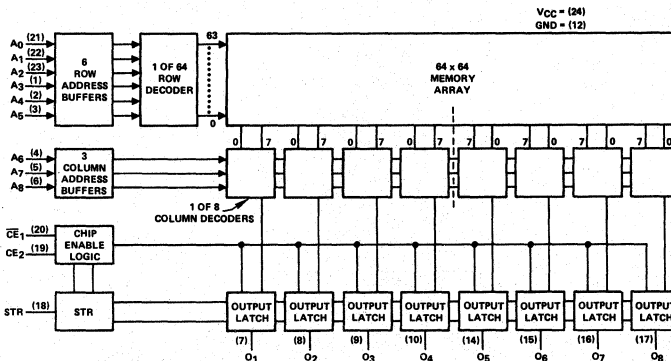 VCC = (24)
GND = (12)
A0 (21)
A1 (22)
A2 (23)
A3 (1)
A4 (2)
A5 (3)
6
ROW
ADDRESS
BUFFERS
1 OF 64
ROW
DECODER
63
0
64 x 64
MEMORY
ARRAY
0 7 0 7 0 7 0 7 7 0 7 0 7 0 7
A6 (4)
A7 (5)
A8 (6)
3
COLUMN
ADDRESS
BUFFERS
1 OF 8
COLUMN DECODERS
CE1 (20)
CE2 (19)
CHIP
ENABLE
LOGIC
STR (18)
STR
OUTPUT LATCH
OUTPUT LATCH
OUTPUT LATCH
OUTPUT LATCH
OUTPUT LATCH
OUTPUT LATCH
OUTPUT LATCH
OUTPUT LATCH
(7) (8) (9) (10) (14) (15) (16) (17)
O1 O2 O3 O4 O5 O6 O7 O8